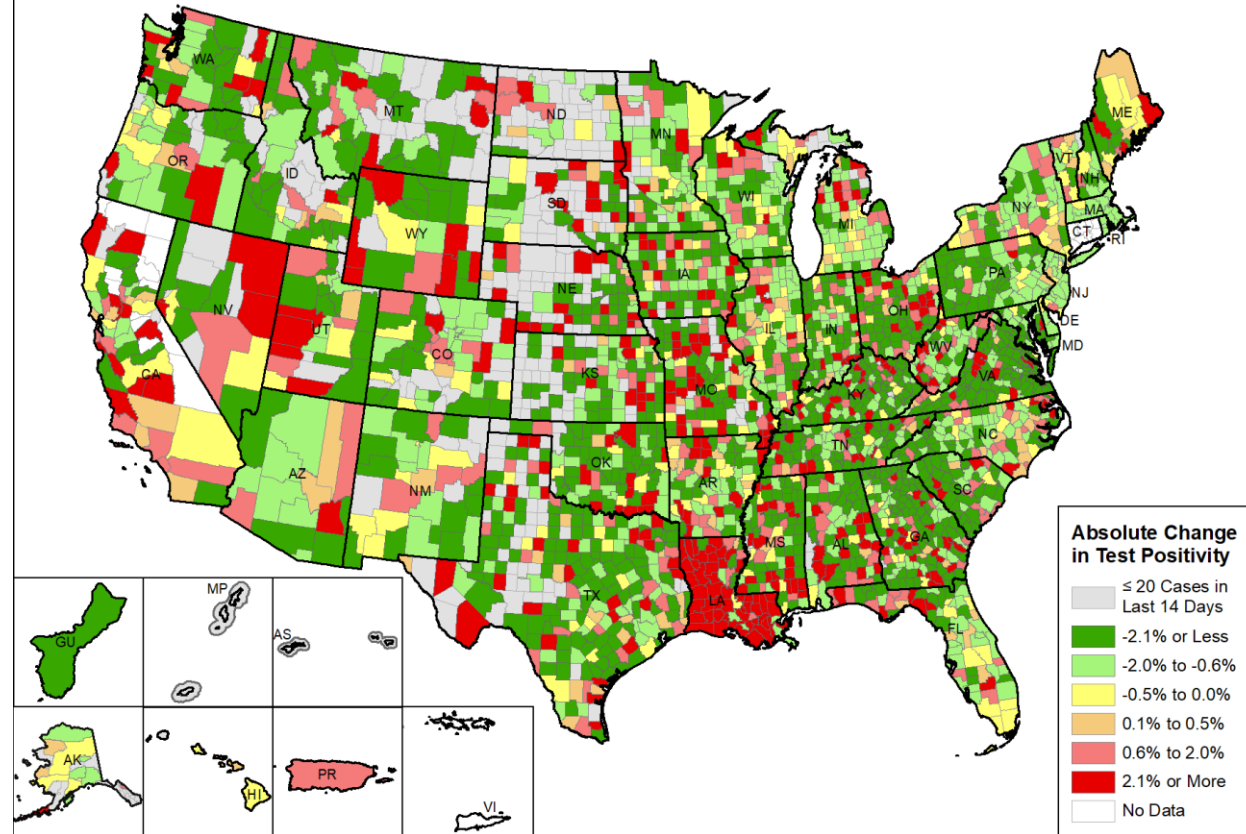 WA
MT
ND
MN
ME
OR
ID
SD
WI
VT
NH
NY
MA
CT
RI
WY
MI
IA
PA
NV
NE
NJ
UT
CO
IL
IN
OH
DE
MD
WV
CA
KS
MO
VA
KY
NC
TN
AZ
NM
OK
AR
SC
MS
AL
GA
TX
LA
FL
GU
MP
AS
AK
HI
PR
VI
Absolute Change
in Test Positivity
≤ 20 Cases in
Last 14 Days
-2.1% or Less
-2.0% to -0.6%
-0.5% to 0.0%
0.1% to 0.5%
0.6% to 2.0%
2.1% or More
No Data